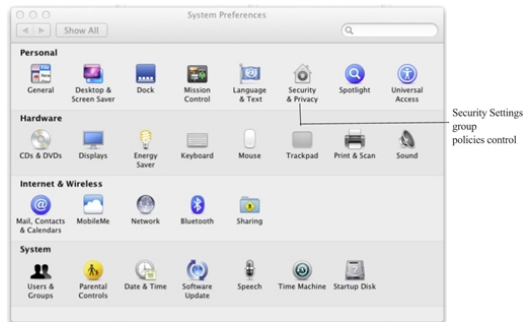 System Preferences
Show All
Personal
General
Desktop & Screen Saver
Dock
Mission Control
Language & Text
Security & Privacy
Spotlight
Universal Access
Hardware
CDs & DVDs
Displays
Energy Saver
Keyboard
Mouse
Trackpad
Print & Scan
Sound
Internet & Wireless
Mail, Contacts & Calendars
MobileMe
Network
Bluetooth
Sharing
System
Users & Groups
Parental Controls
Date & Time
Software Update
Speech
Time Machine
Startup Disk
Security Settings
group
policies control